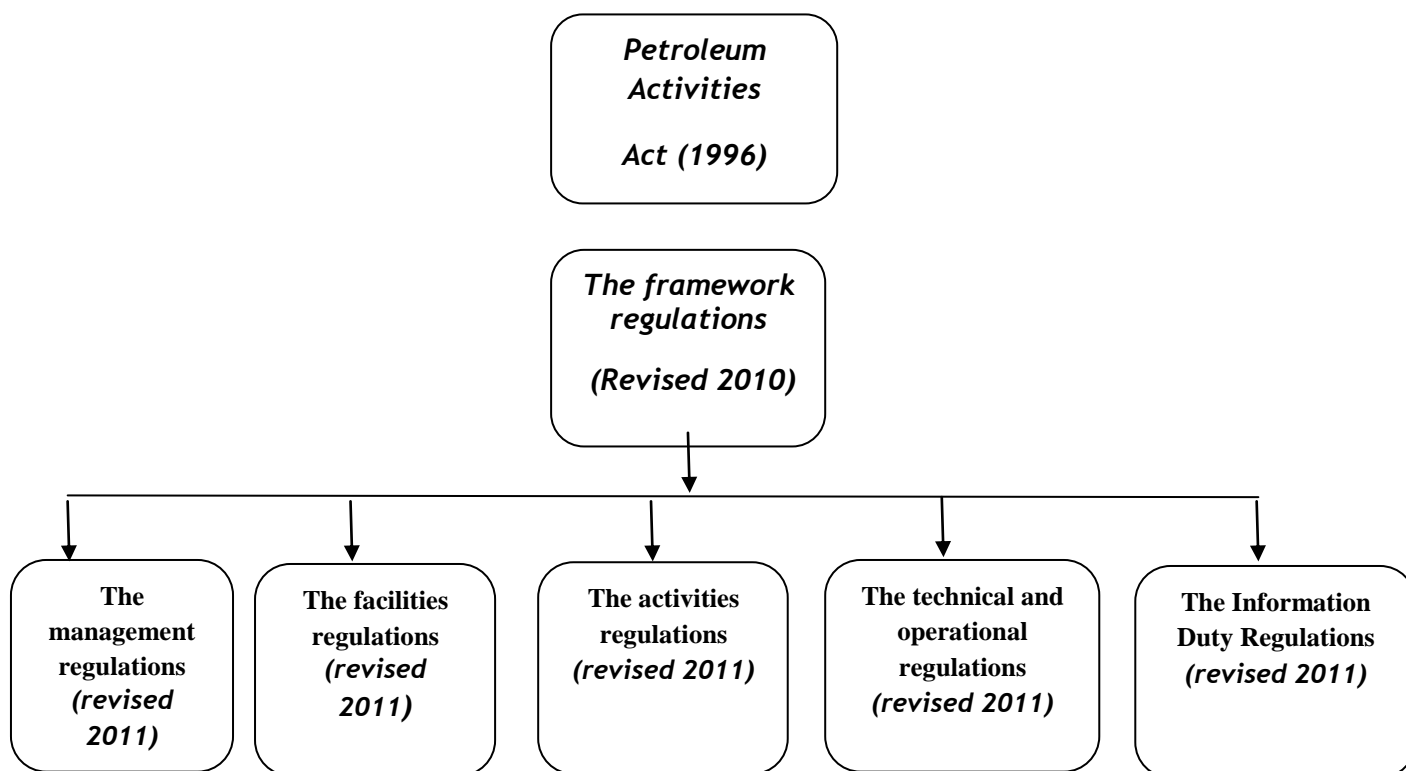 Petroleum
Activities
Act (1996)
The framework
regulations
(Revised 2010)
The
management
regulations
(revised
2011)
The facilities
regulations
(revised
2011)
The activities
regulations
(revised 2011)
The technical and
operational
regulations
(revised 2011)
The Information
Duty Regulations
(revised 2011)